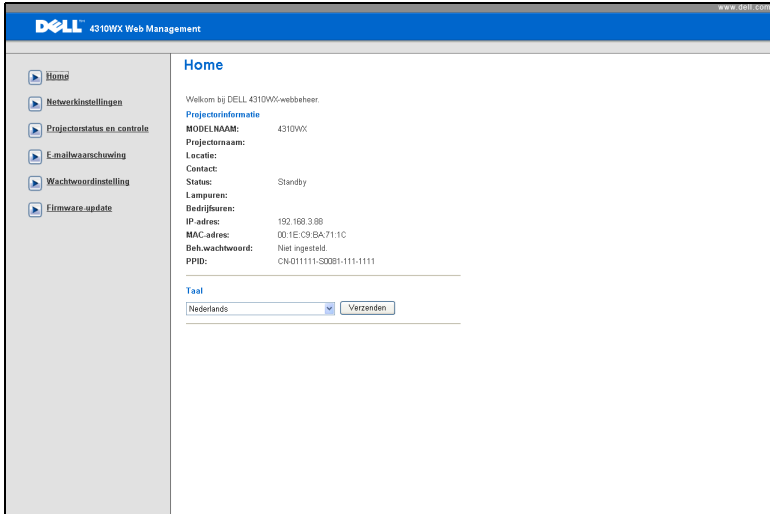 www.dell.com
DELL™ 4310WX Web Management
Home
Netwerkinstellingen
Projectorstatus en controle
E-mailwaarschuwing
Wachtwoordinstelling
Firmware-update
Home
Welkom bij DELL 4310WX-webbeheer.
Projectorinformatie
MODELNAAM: 4310WX
Projectornaam:
Locatie:
Contact:
Status: Standby
Lampuren:
Bedrijfsuren:
IP-adres: 192.168.3.88
MAC-adres: 00:1E:C9:BA:71:1C
Beh.wachtwoord: Niet ingesteld.
PPID: CN-011111-S0081-111-1111
Taal
Nederlands Verzenden